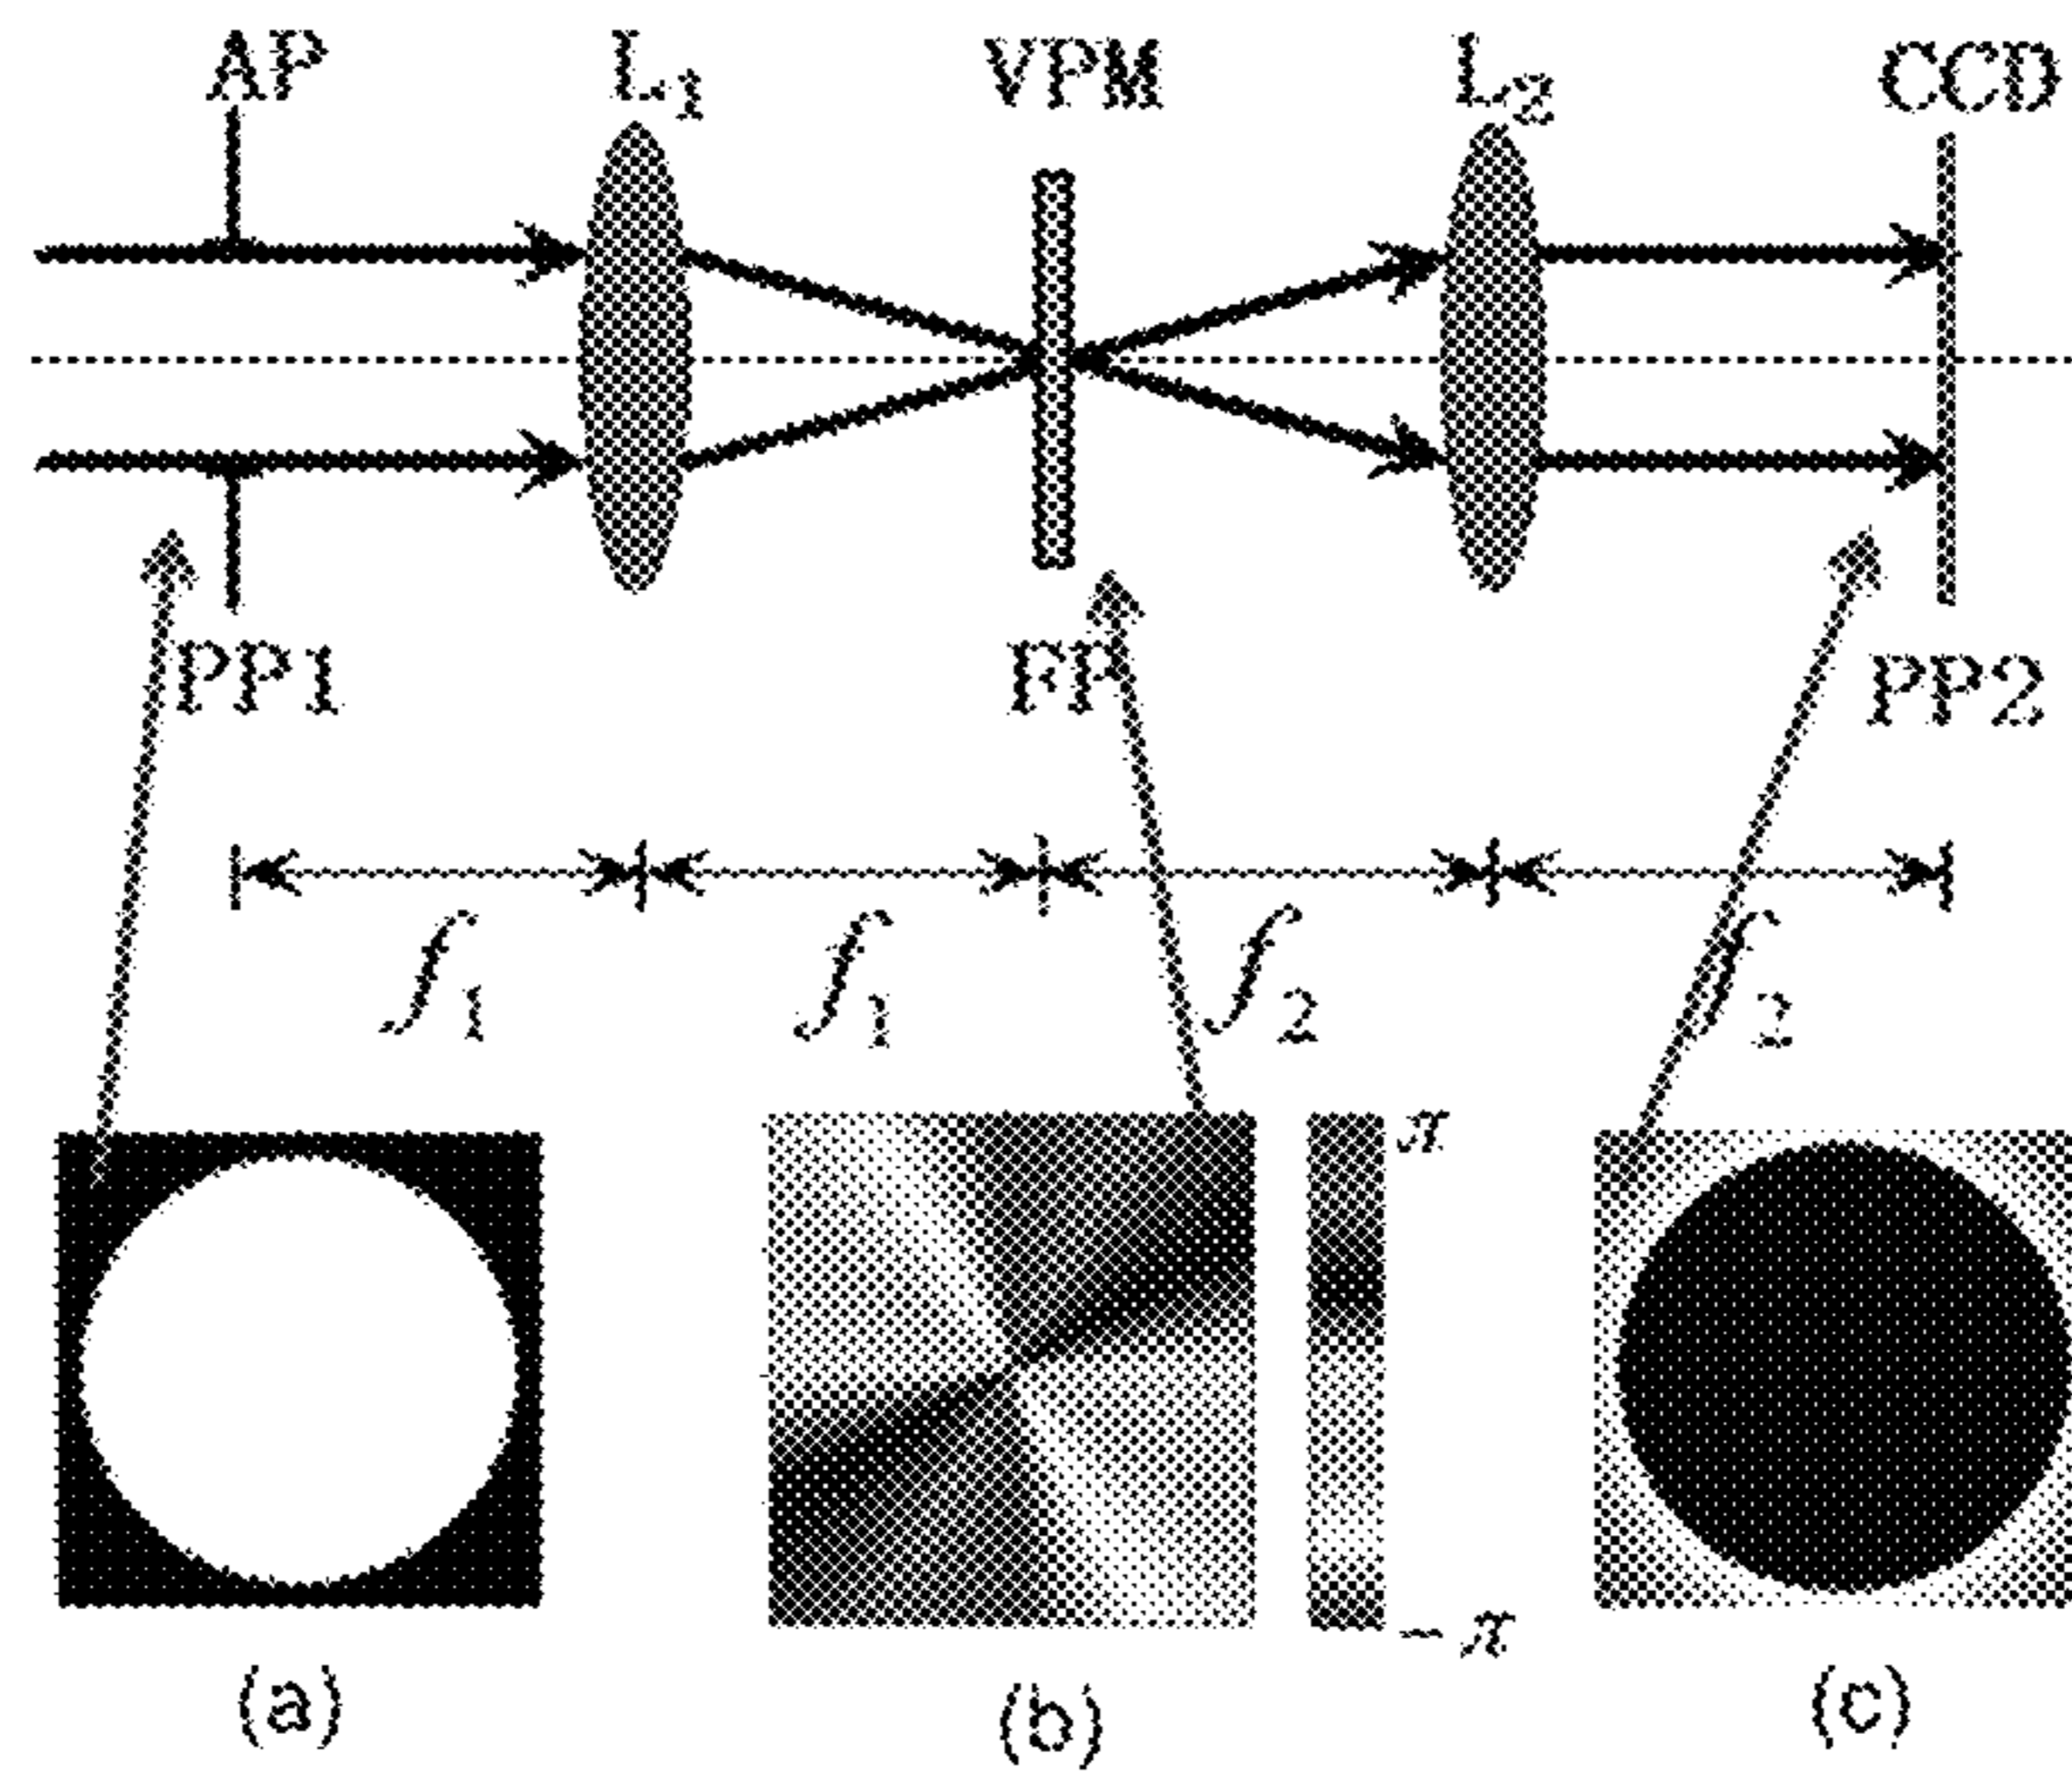 AP L1 VPM L2 CCD
PP1 FP PP2
f1 f1 f2 f2
π
-π
(a) (b) (c)